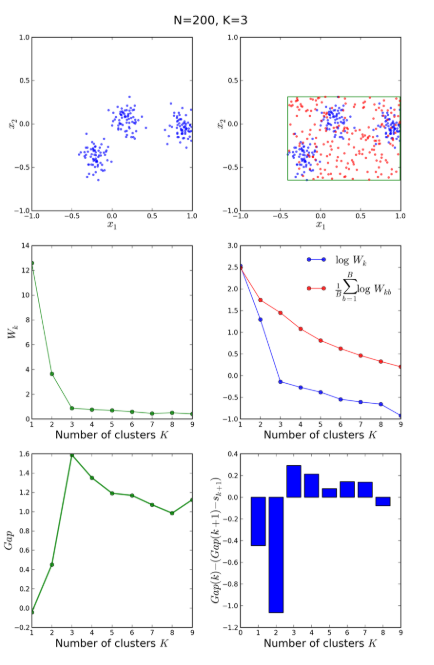 N=200, K=3
1.0
0.5
0.0
−0.5
−1.0
x₂
−1.0 −0.5 0.0 0.5 1.0
x₁
1.0
0.5
0.0
−0.5
−1.0
x₂
−1.0 −0.5 0.0 0.5 1.0
x₁
14
12
10
8
6
4
2
0
W_k
1 2 3 4 5 6 7 8 9
Number of clusters K
3.0
2.5
2.0
1.5
1.0
0.5
0.0
−0.5
−1.0
log W_k
1/B ∑_{k=1}^{B} log W_{kb}
1 2 3 4 5 6 7 8 9
Number of clusters K
1.6
1.4
1.2
1.0
0.8
0.6
0.4
0.2
0.0
−0.2
Gap
1 2 3 4 5 6 7 8 9
Number of clusters K
0.4
0.2
0.0
−0.2
−0.4
−0.6
−0.8
−1.0
−1.2
Gap(k)−(Gap(k+1)−s_{k+1})
0 1 2 3 4 5 6 7 8 9
Number of clusters K